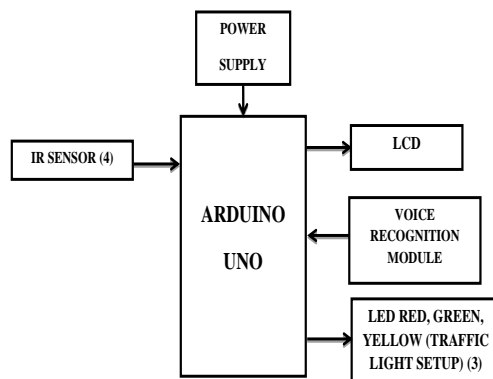 POWER
SUPPLY
IR SENSOR (4)
ARDUINO
UNO
LCD
VOICE
RECOGNITION
MODULE
LED RED, GREEN,
YELLOW (TRAFFIC
LIGHT SETUP) (3)